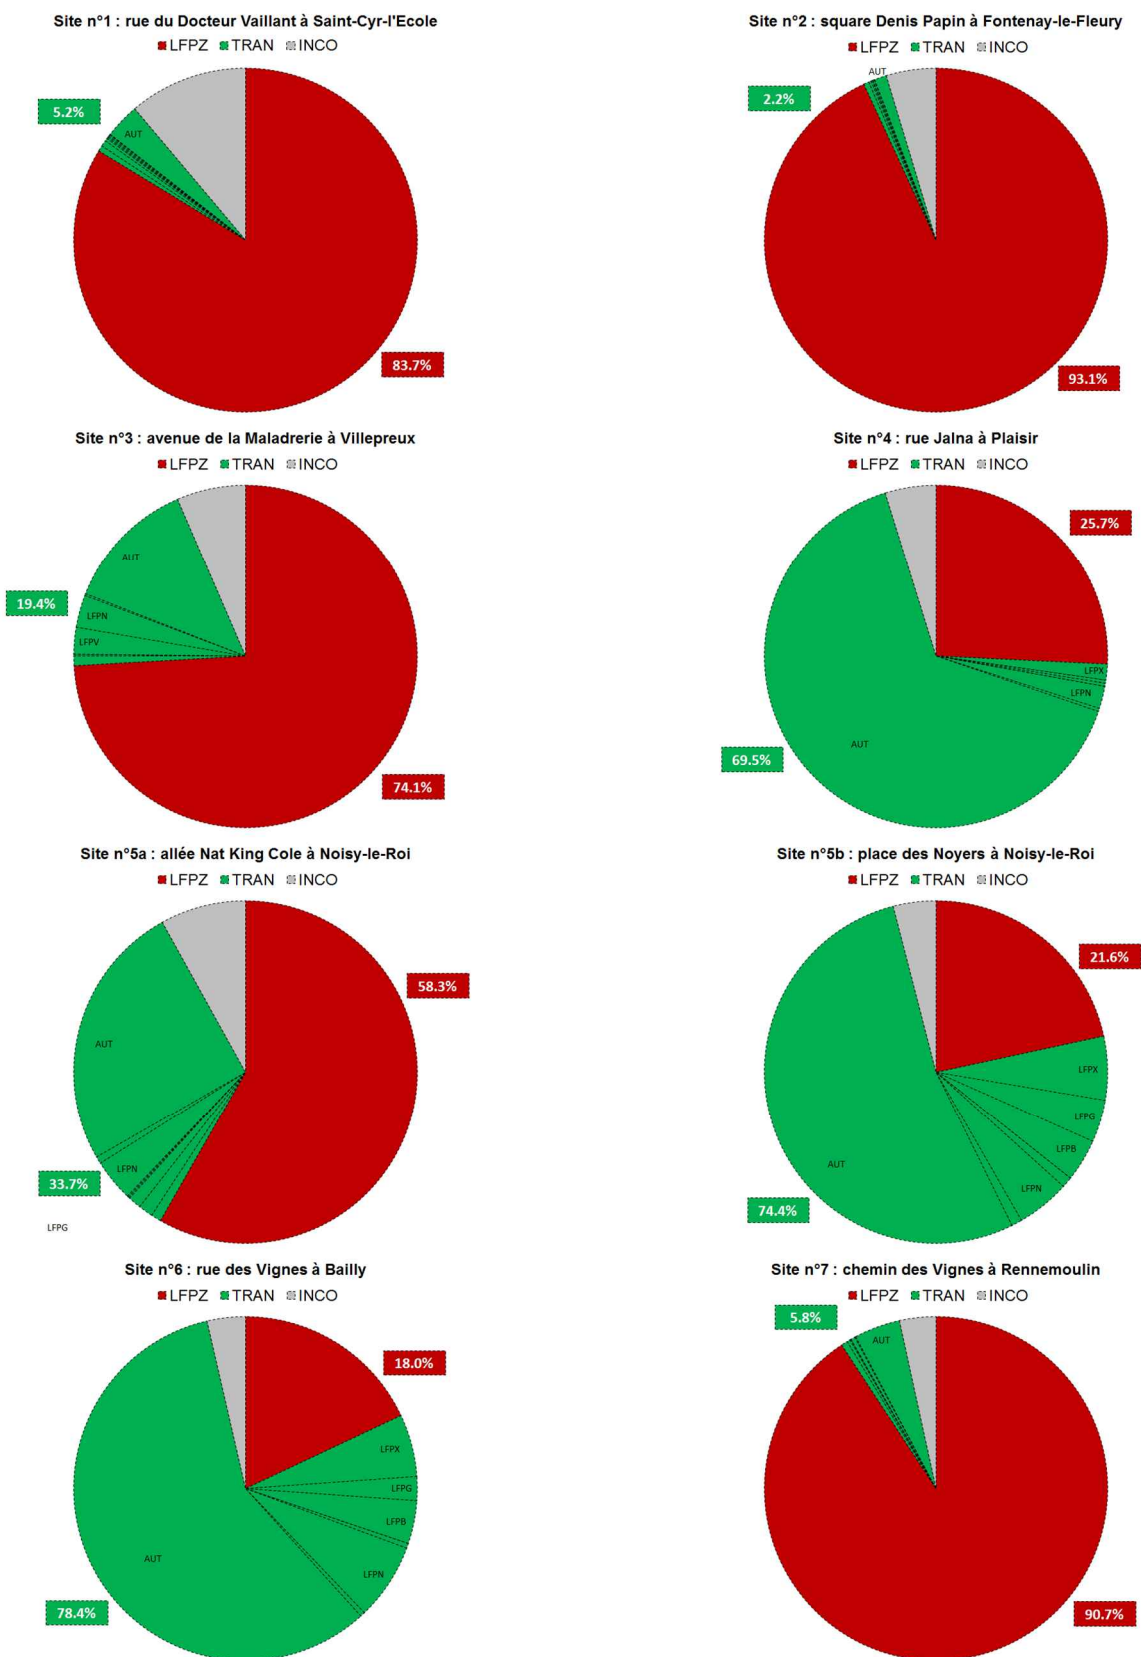 Site n°1 : rue du Docteur Vaillant à Saint-Cyr-l'Ecole
LFPZ TRAN INCO
5.2%
AUT
83.7%
Site n°2 : square Denis Papin à Fontenay-le-Fleury
LFPZ TRAN INCO
AUT
2.2%
93.1%
Site n°3 : avenue de la Maladrerie à Villepreux
LFPZ TRAN INCO
AUT
19.4%
LFPN
LFPV
74.1%
Site n°4 : rue Jalna à Plaisir
LFPZ TRAN INCO
25.7%
LFPX
LFPN
AUT
69.5%
Site n°5a : allée Nat King Cole à Noisy-le-Roi
LFPZ TRAN INCO
58.3%
AUT
LFPN
33.7%
LFPG
Site n°5b : place des Noyers à Noisy-le-Roi
LFPZ TRAN INCO
21.6%
LFPX
LFPG
LFPB
AUT
LFPN
74.4%
Site n°6 : rue des Vignes à Bailly
LFPZ TRAN INCO
18.0%
LFPX
LFPG
LFPB
AUT
LFPN
78.4%
Site n°7 : chemin des Vignes à Rennemoulin
LFPZ TRAN INCO
5.8%
AUT
90.7%